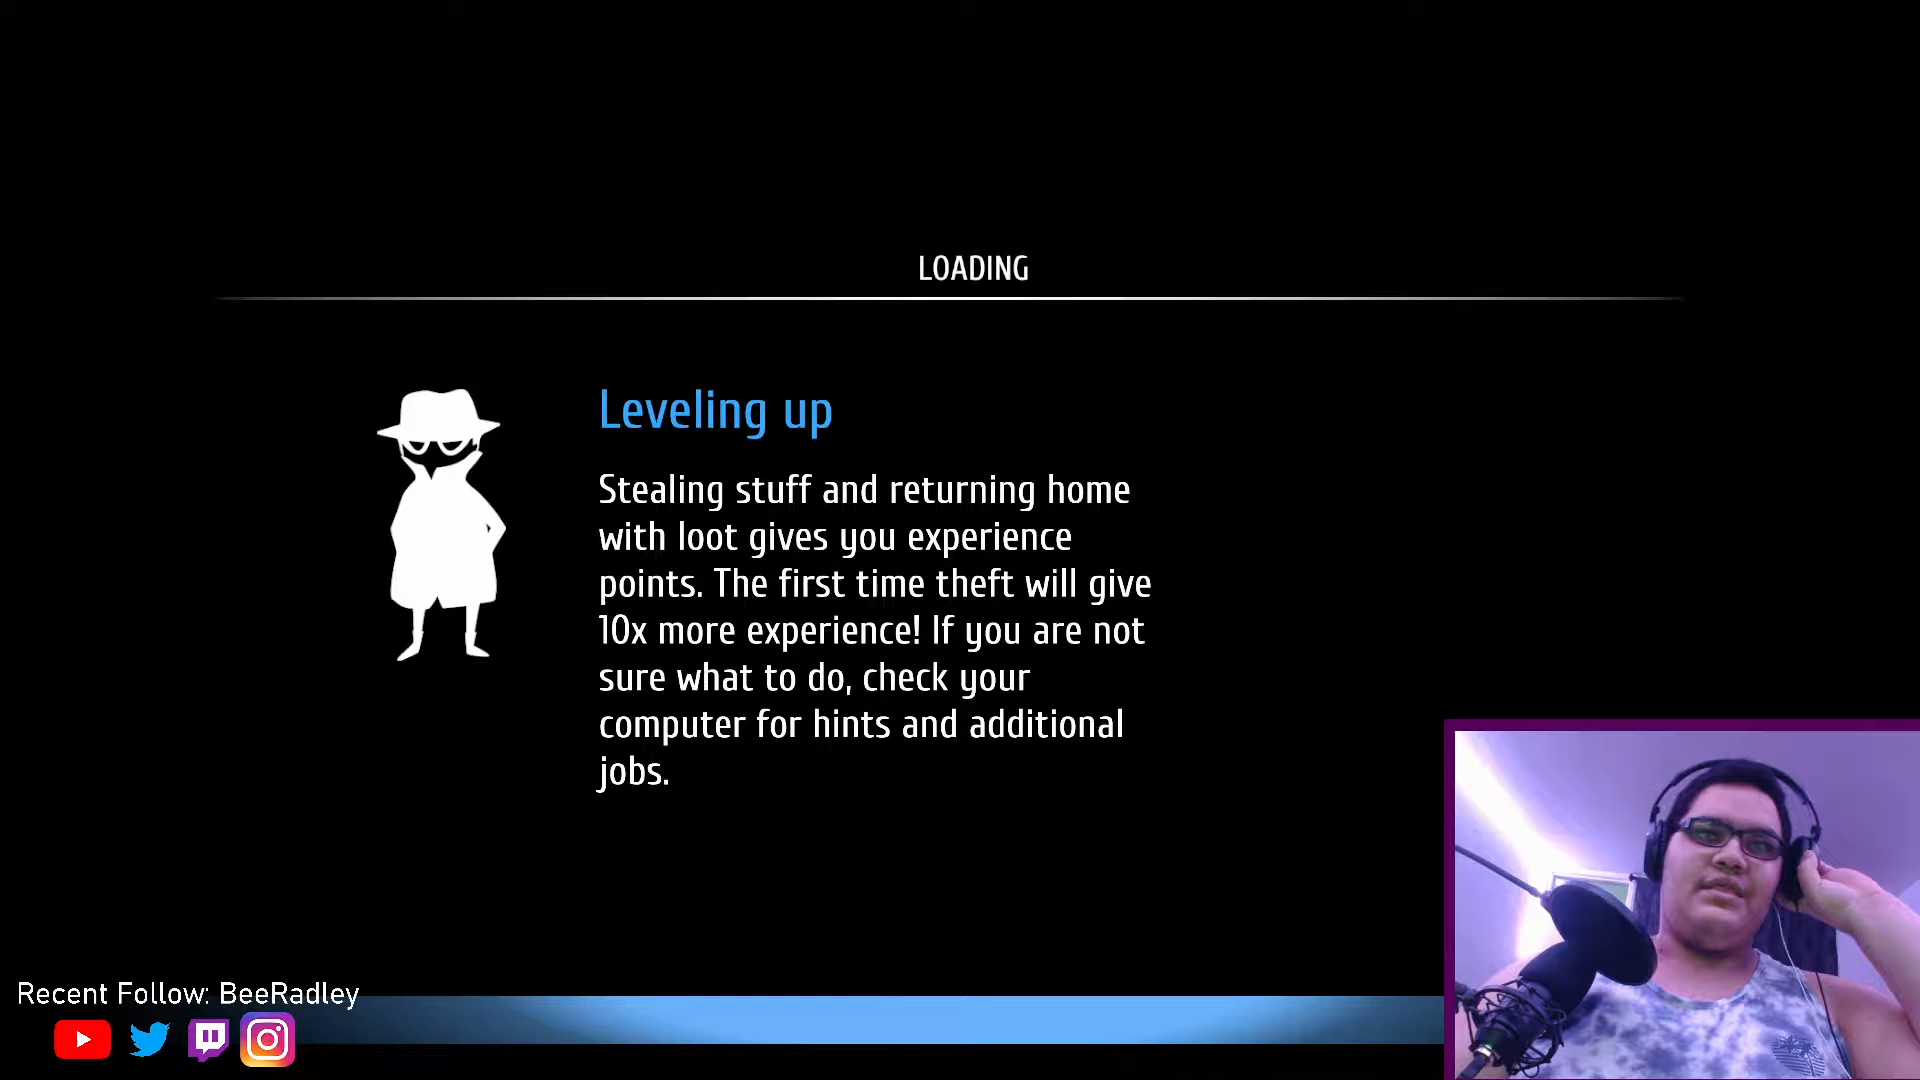 LOADING
Leveling up
Stealing stuff and returning home
with loot gives you experience
points. The first time theft will give
10x more experience! If you are not
sure what to do, check your
computer for hints and additional
jobs.
Recent Follow: BeeRadley